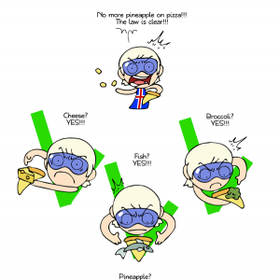 No more pineapple on pizza!!!
The law is clear!!!
Cheese?
YES!!!
Broccoli?
YES!!!
Fish?
YES!!!
Pineapple?